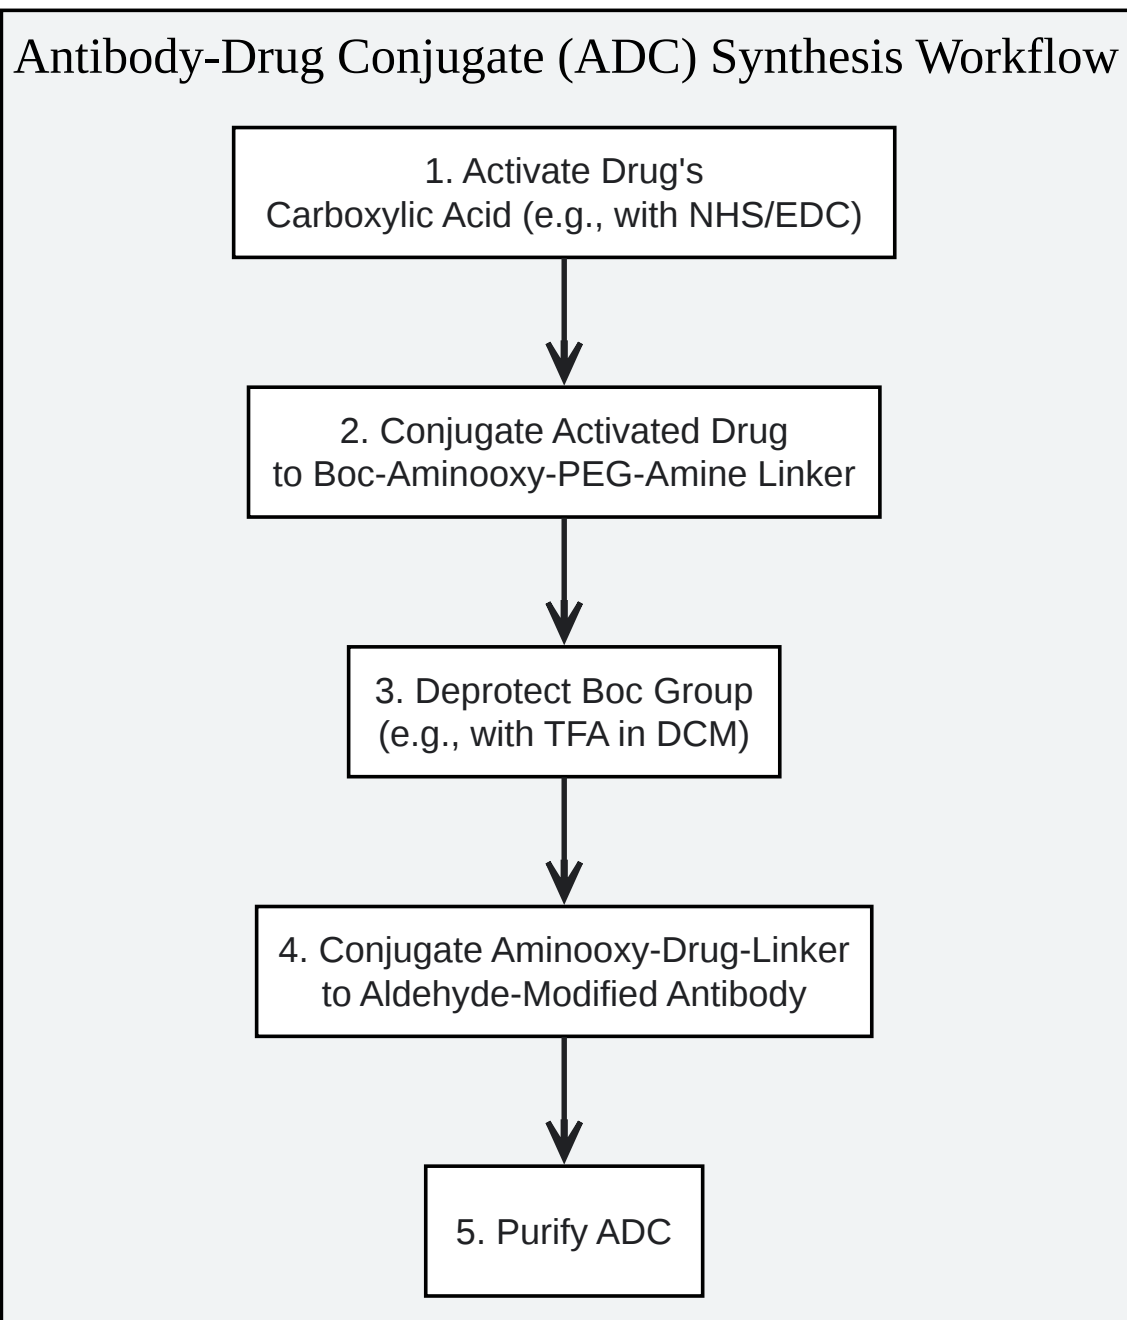 Antibody-Drug Conjugate (ADC) Synthesis Workflow
1. Activate Drug's
Carboxylic Acid (e.g., with NHS/EDC)
2. Conjugate Activated Drug
to Boc-Aminooxy-PEG-Amine Linker
3. Deprotect Boc Group
(e.g., with TFA in DCM)
4. Conjugate Aminooxy-Drug-Linker
to Aldehyde-Modified Antibody
5. Purify ADC